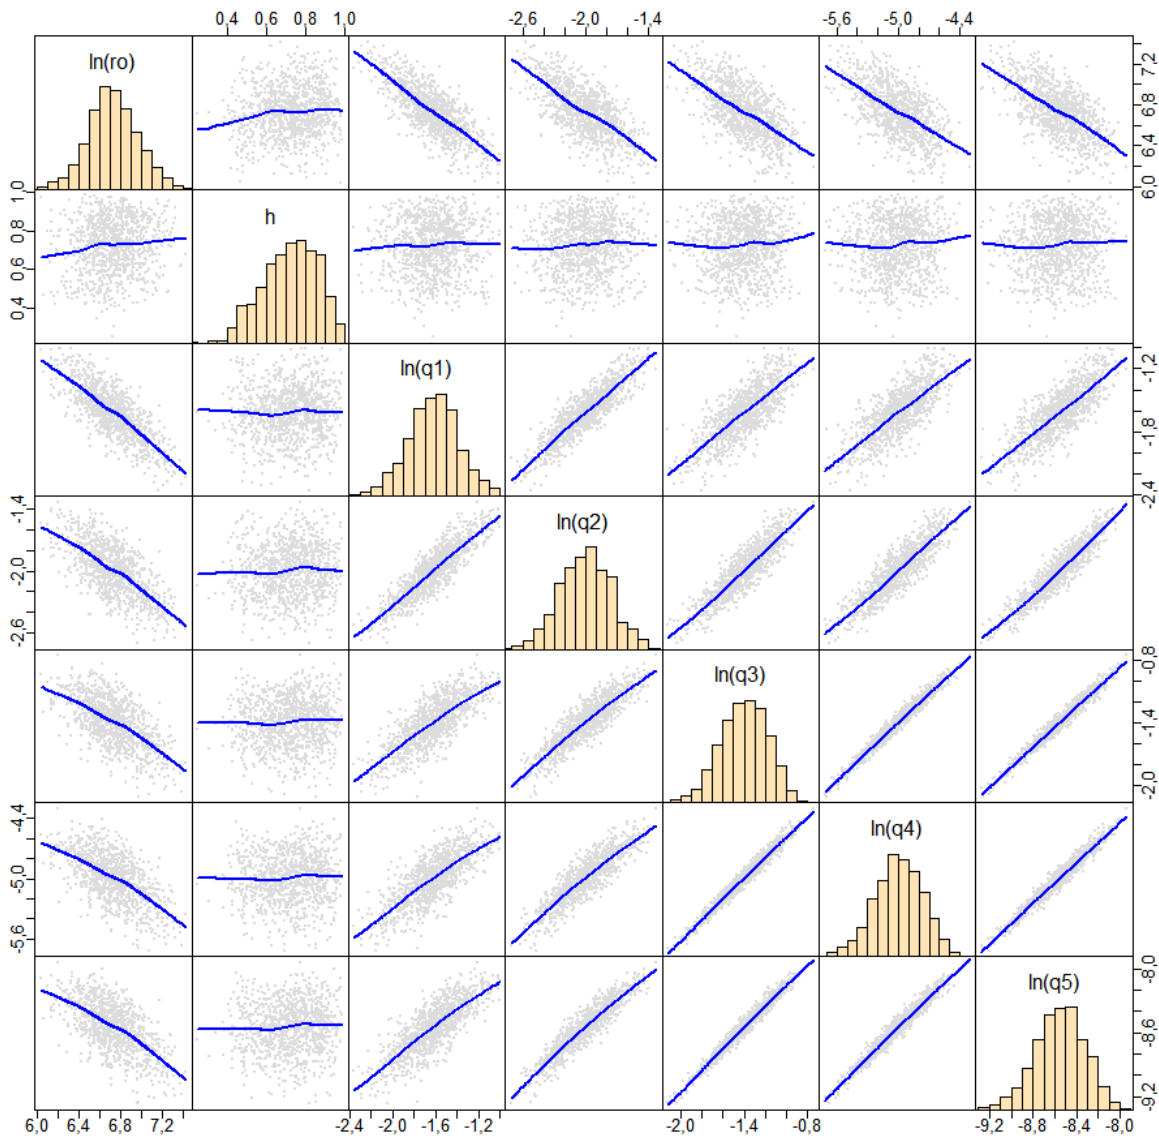 0,4 0,6 0,8 1,0
-2,6 -2,0 -1,4
-5,6 -5,0 -4,4
ln(ro)
6,0 6,4 6,8 7,2
h
0,4 0,6 0,8 1,0
ln(q1)
-2,4 -1,8 -1,2
ln(q2)
-2,6 -2,0 -1,4
ln(q3)
-2,0 -1,4 -0,8
ln(q4)
-5,6 -5,0 -4,4
ln(q5)
-9,2 -8,6 -8,0
6,0 6,4 6,8 7,2
-2,4 -2,0 -1,6 -1,2
-2,0 -1,4 -0,8
-9,2 -8,8 -8,4 -8,0